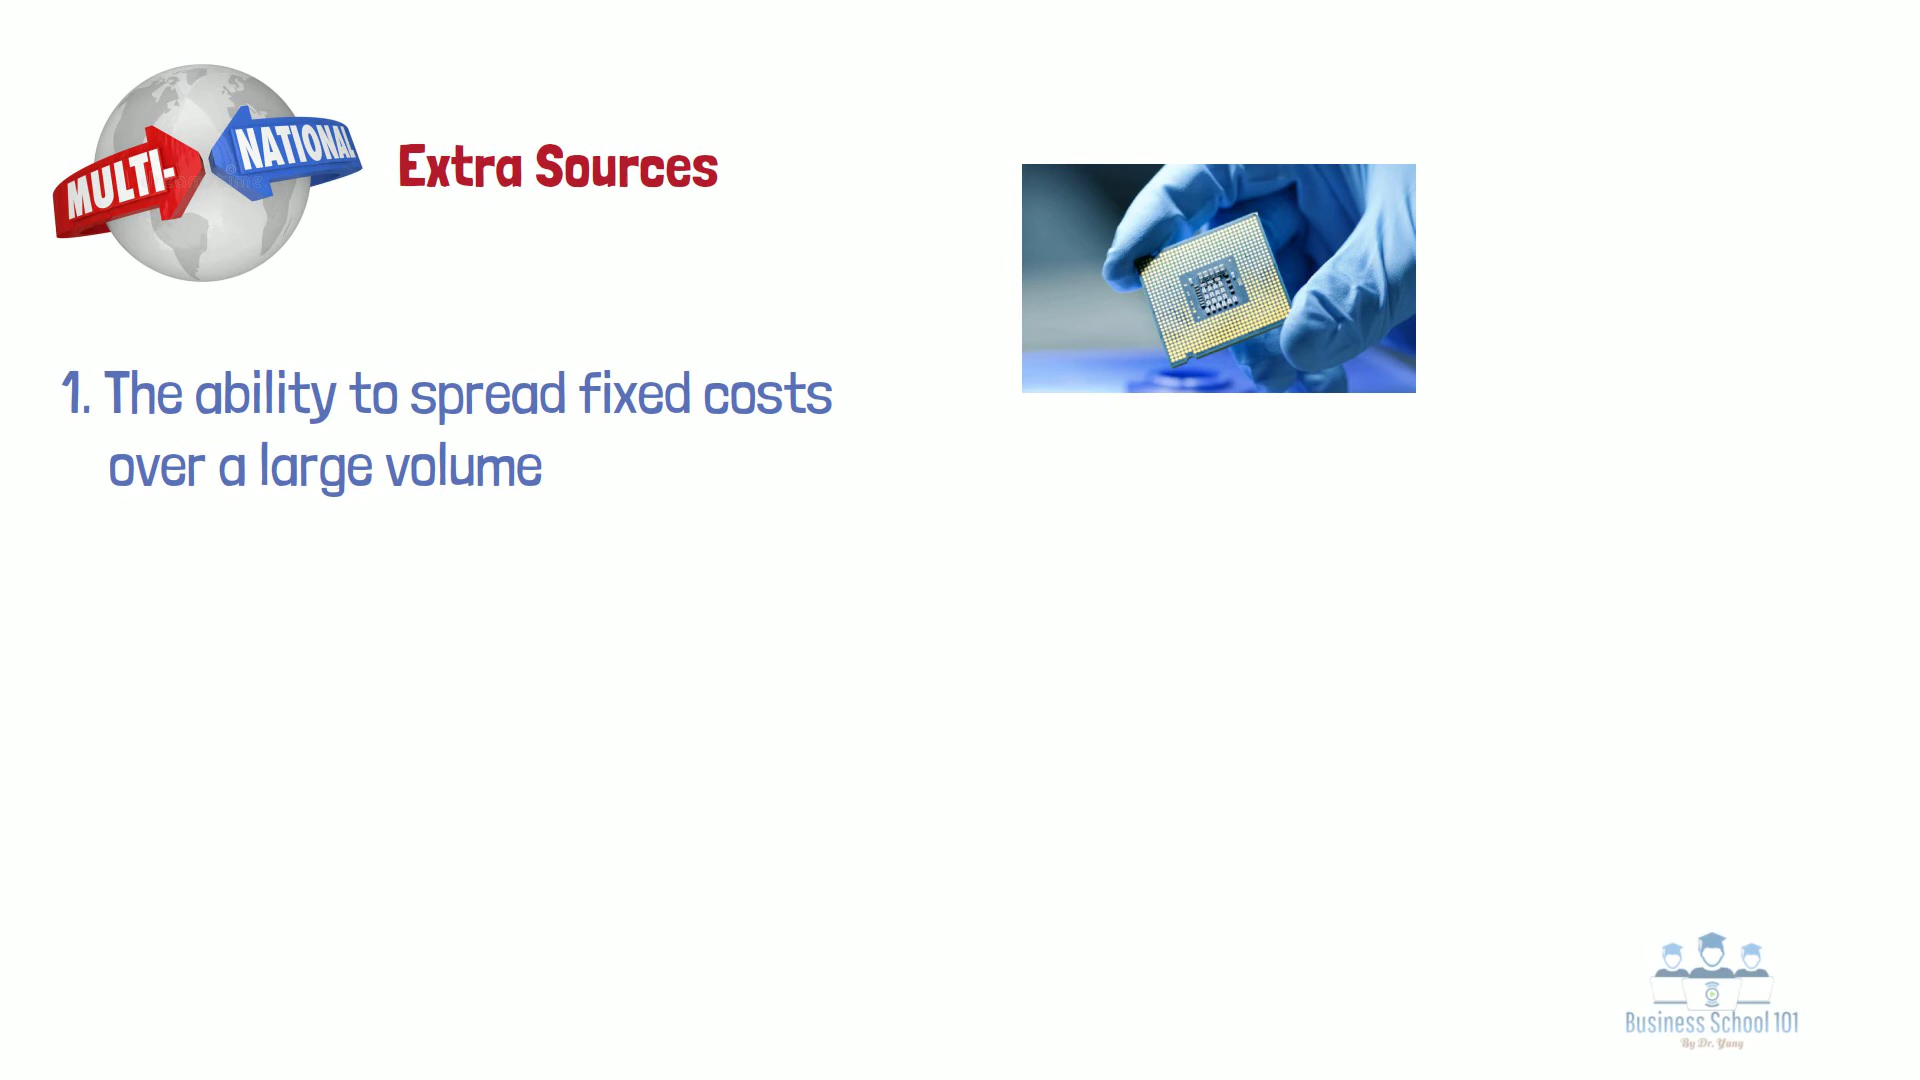 MULTI-
NATIONAL
Extra Sources
1. The ability to spread fixed costs
over a large volume
Business School 101
By Dr. Yang